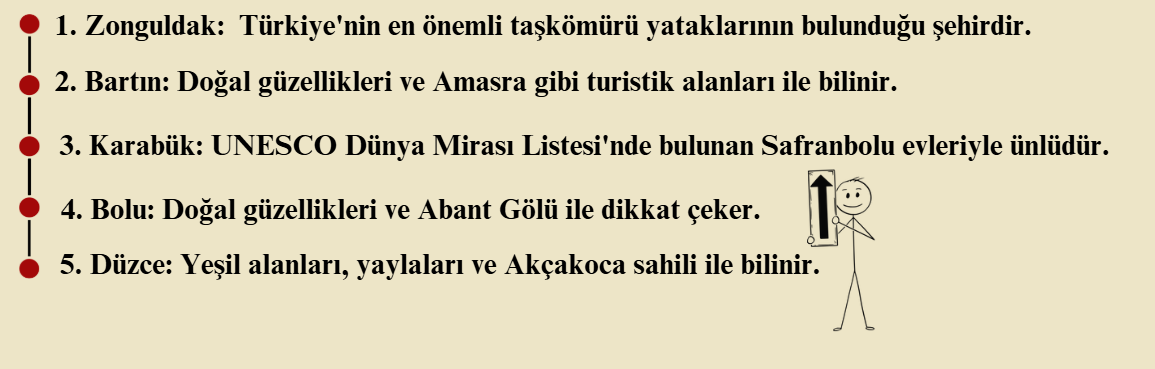 1. Zonguldak: Türkiye'nin en önemli taşkömürü yataklarının bulunduğu şehirdir.
2. Bartın: Doğal güzellikleri ve Amasra gibi turistik alanları ile bilinir.
3. Karabük: UNESCO Dünya Mirası Listesi'nde bulunan Safranbolu evleriyle ünlüdür.
4. Bolu: Doğal güzellikleri ve Abant Gölü ile dikkat çeker.
5. Düzce: Yeşil alanları, yaylaları ve Akçakoca sahili ile bilinir.